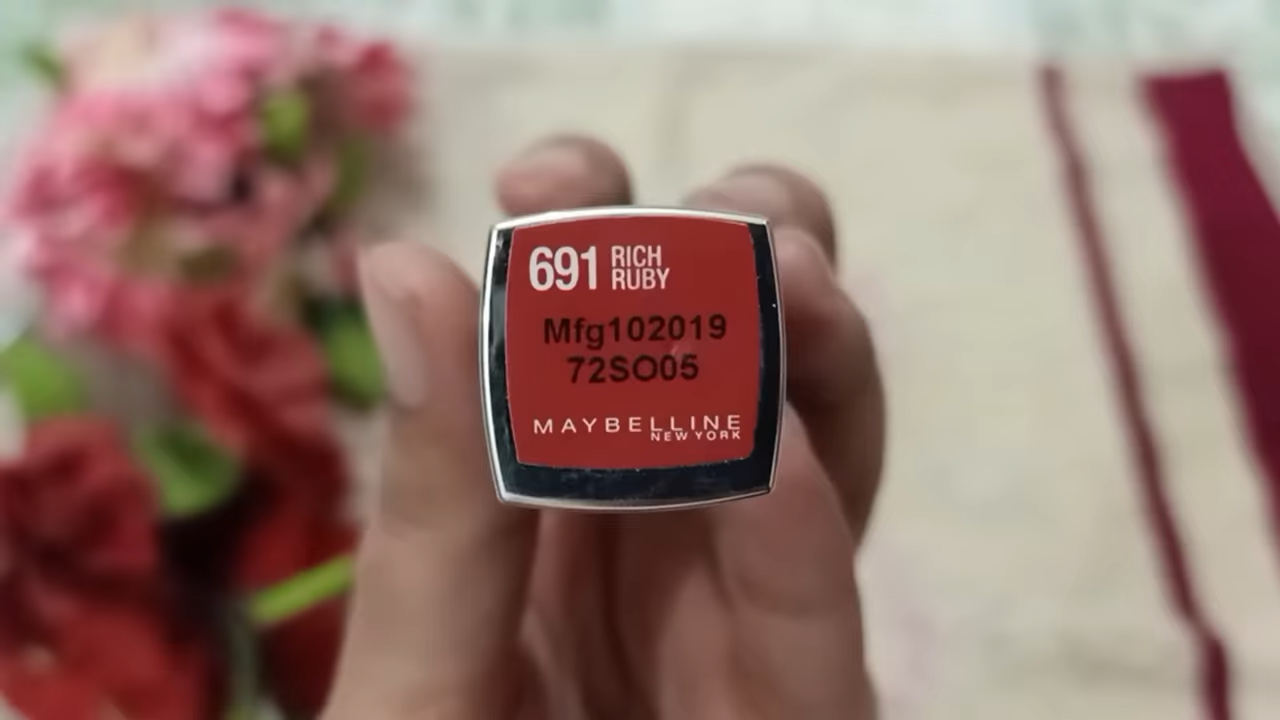 691 RICH
RUBY
Mfg102019
72SO05
MAYBELLINE
NEW YORK